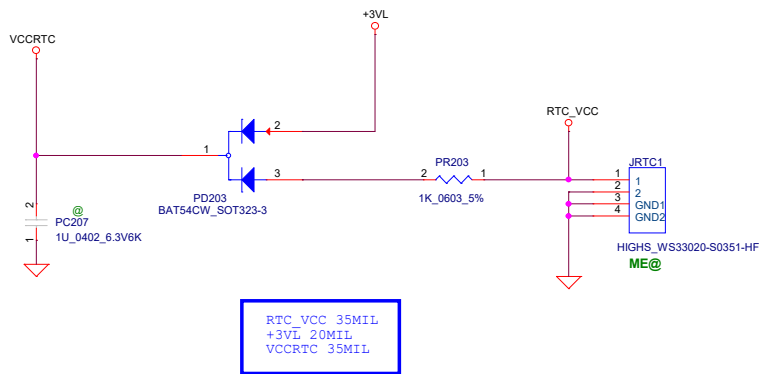 +3VL
VCCRTC
RTC_VCC
2
1
3
PD203
BAT54CW_SOT323-3
2
PR203
1
1K_0603_5%
JRTC1
1
1
2
2
3
GND1
4
GND2
HIGHS_WS33020-S0351-HF
ME@
2
@
PC207
1
1U_0402_6.3V6K
RTC_VCC 35MIL
+3VL 20MIL
VCCRTC 35MIL